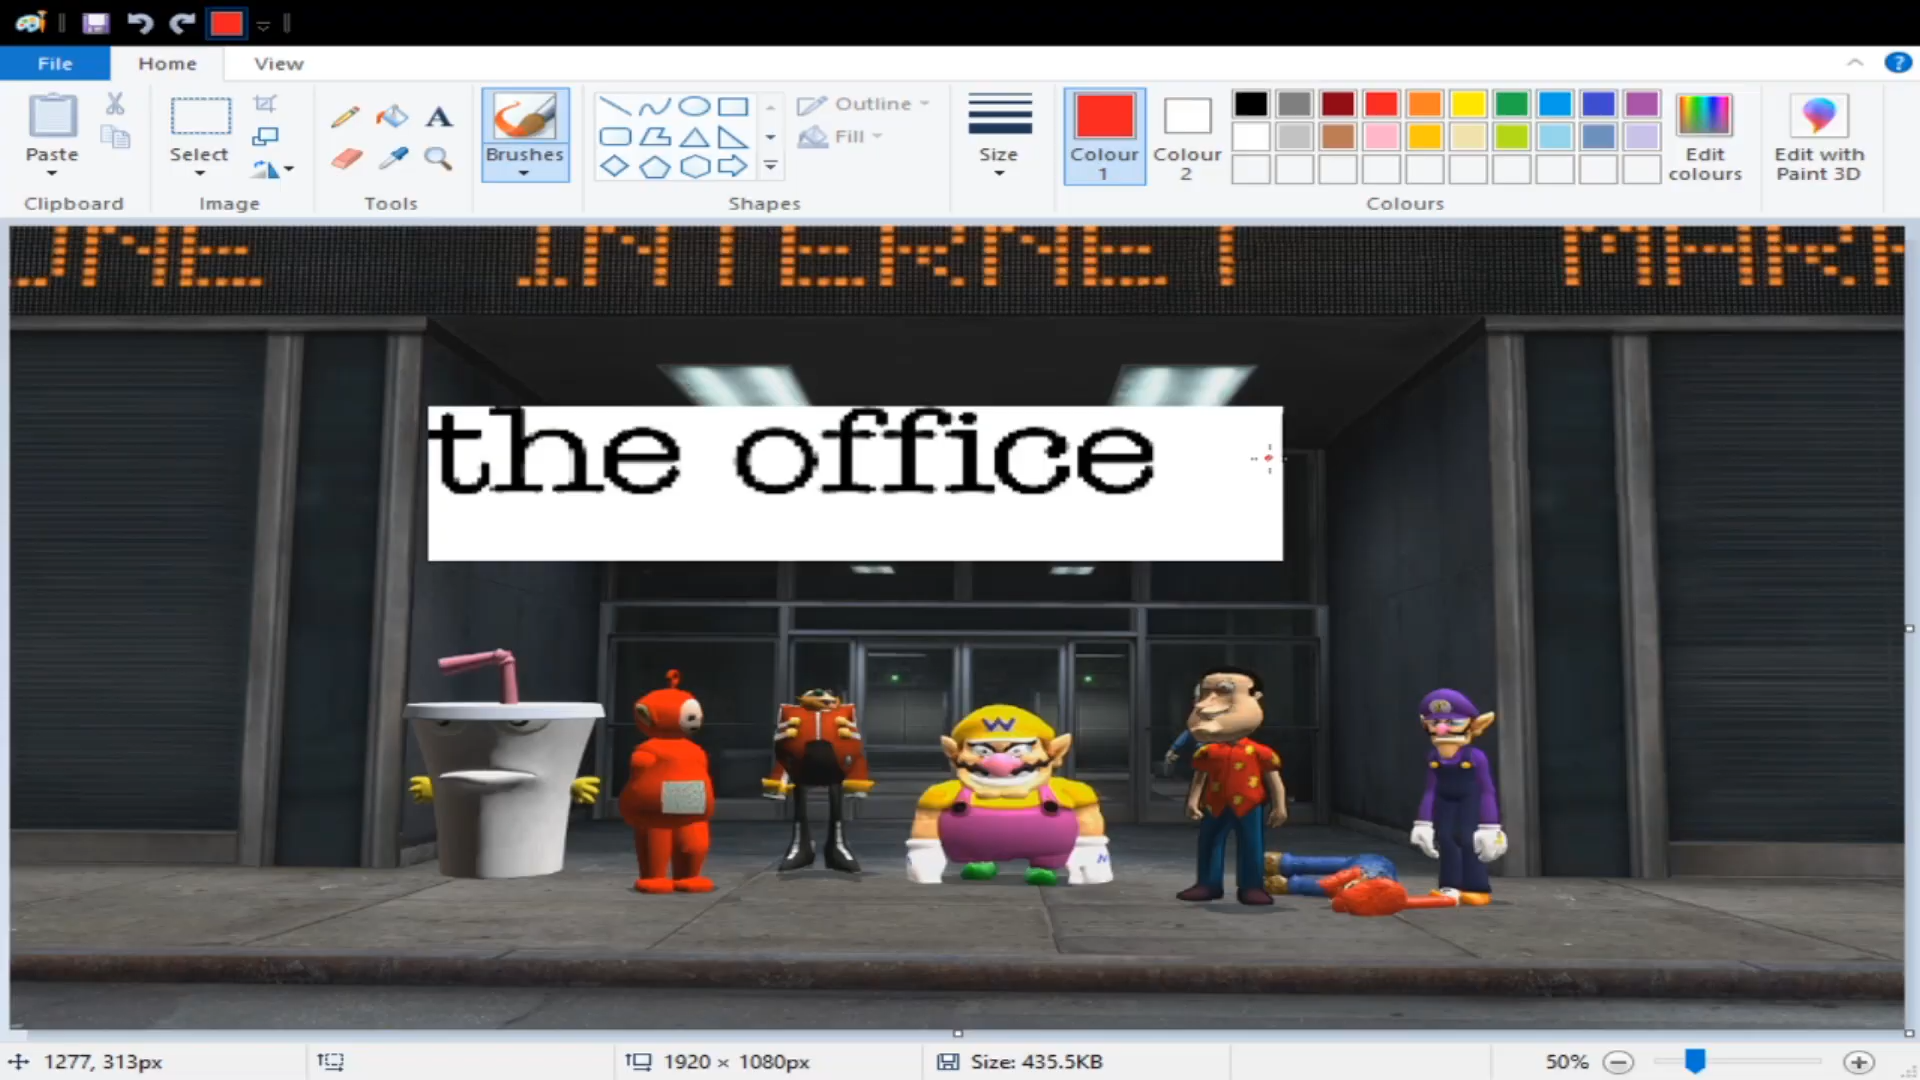 File Home View
Outline
Fill
Paste Select Brushes Size Colour 1 Colour 2 Edit colours Edit with Paint 3D
Clipboard Image Tools Shapes Colours
INTERNET
the office
W
1277, 313px 1920 × 1080px Size: 435.5KB 50%